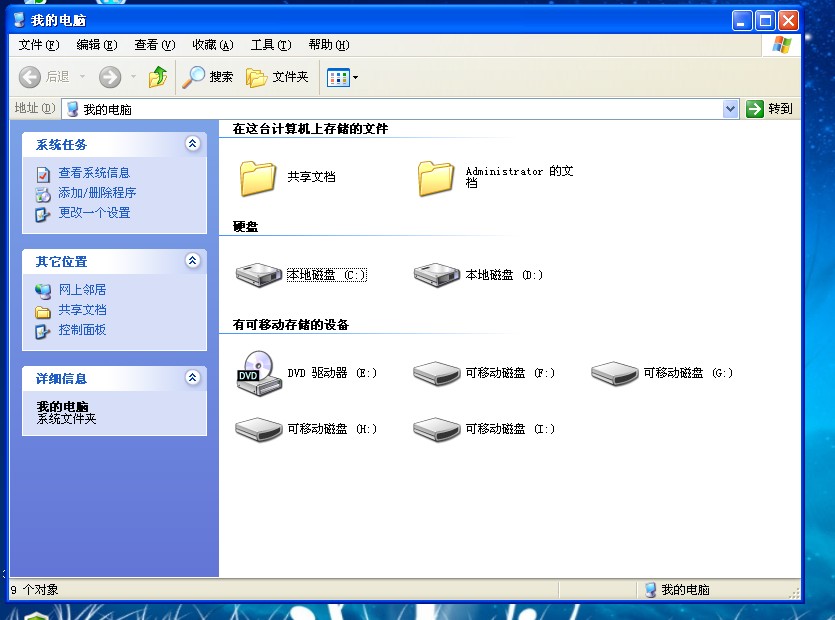 我的电脑
文件(F) 编辑(E) 查看(V) 收藏(A) 工具(T) 帮助(H)
后退 搜索 文件夹
地址(D) 我的电脑 转到
系统任务
查看系统信息
添加/删除程序
更改一个设置
其它位置
网上邻居
共享文档
控制面板
详细信息
我的电脑
系统文件夹
在这台计算机上存储的文件
共享文档
Administrator 的文
档
硬盘
本地磁盘 (C:)
本地磁盘 (D:)
有可移动存储的设备
DVD
DVD 驱动器 (E:)
可移动磁盘 (F:)
可移动磁盘 (G:)
可移动磁盘 (H:)
可移动磁盘 (I:)
9 个对象
我的电脑